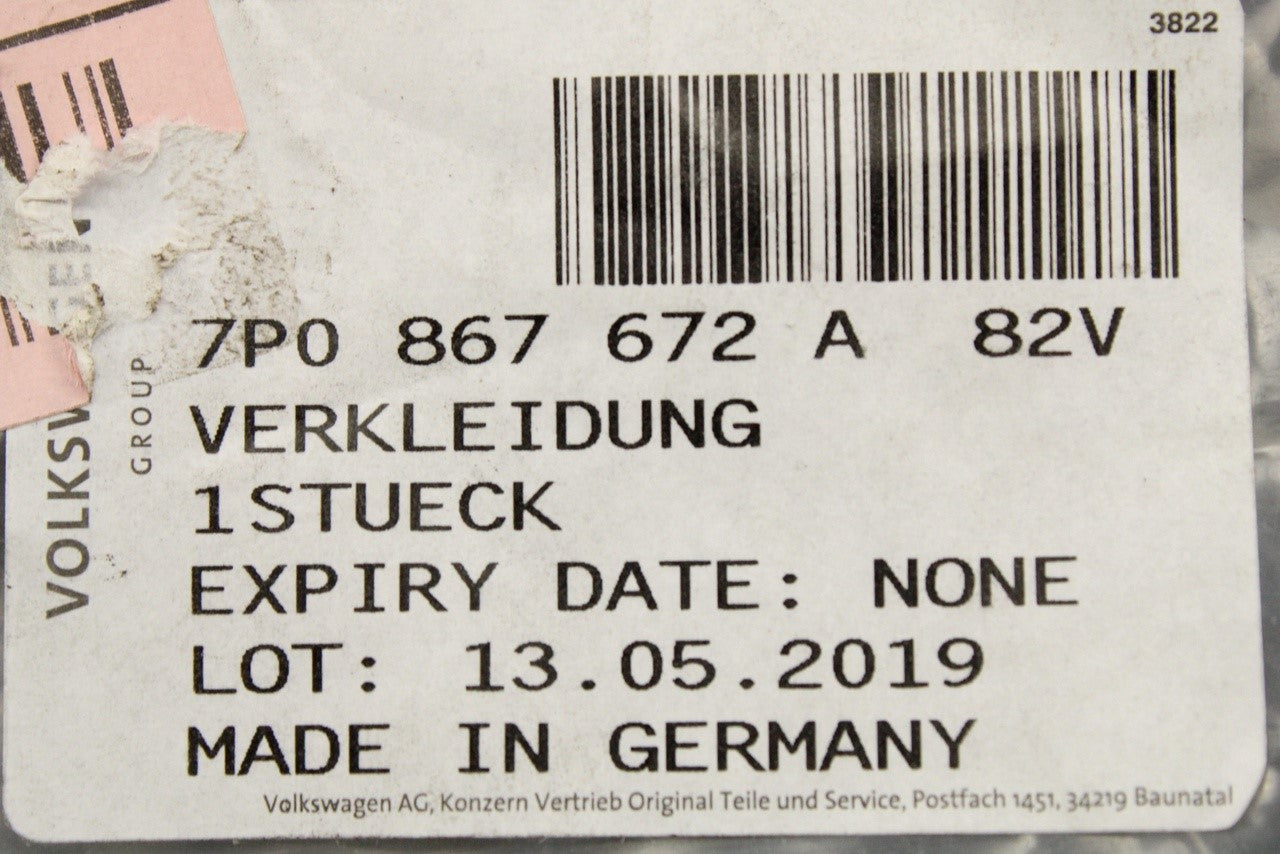 3822
7P0 867 672 A 82V
VERKLEIDUNG
1STUECK
EXPIRY DATE: NONE
LOT: 13.05.2019
MADE IN GERMANY
Volkswagen AG, Konzern Vertrieb Original Teile und Service, Postfach 1451, 34219 Baunatal
GROUP